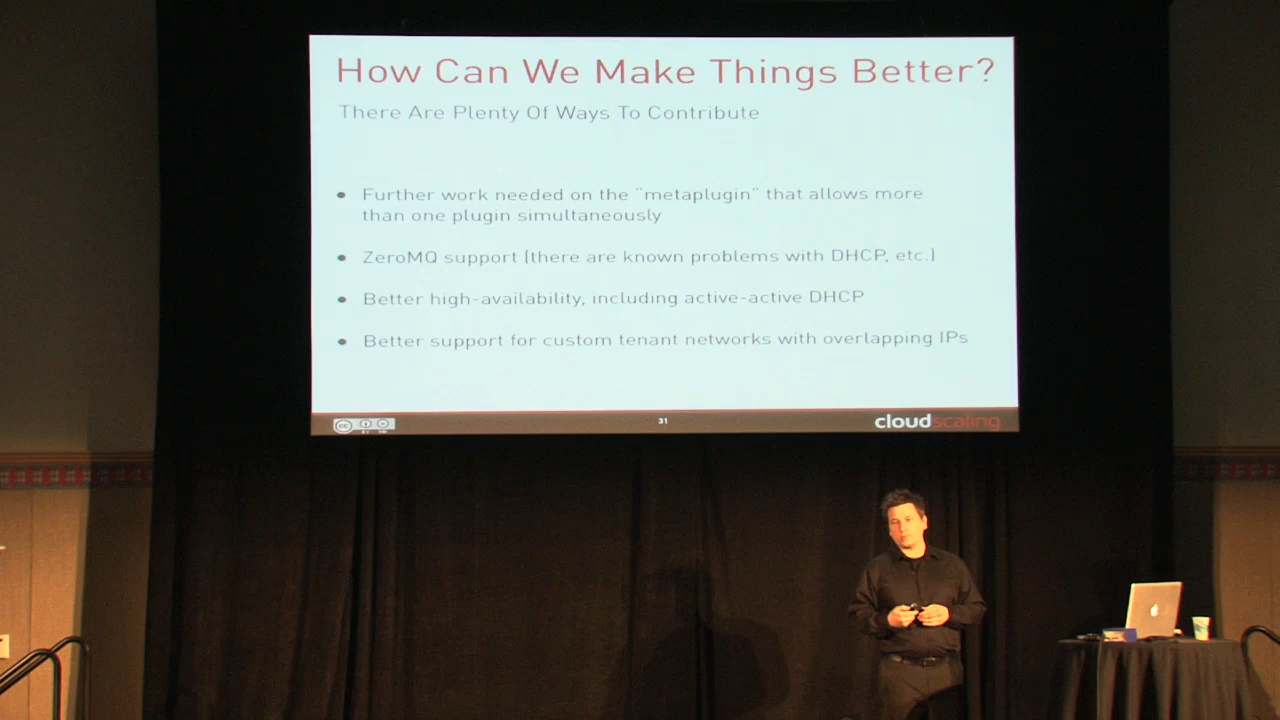 How Can We Make Things Better?
There Are Plenty Of Ways To Contribute
● Further work needed on the “metaplugin” that allows more
than one plugin simultaneously
● ZeroMQ support (there are known problems with DHCP, etc.)
● Better high-availability, including active-active DHCP
● Better support for custom tenant networks with overlapping IPs
cc
31
cloudscaling